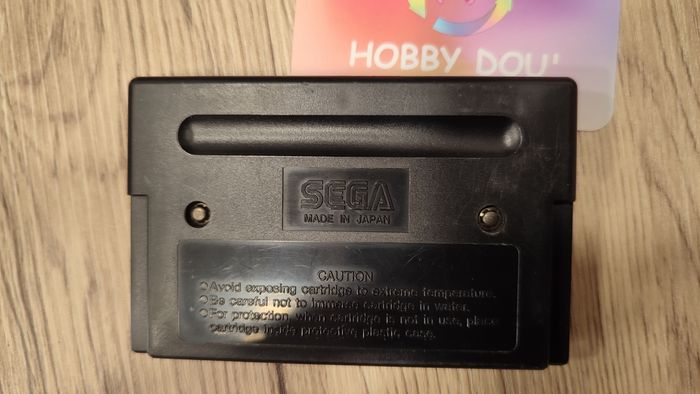 HOBBY DOU'
SEGA
MADE IN JAPAN
CAUTION
Avoid exposing cartridge to extreme temperature.
Be careful not to immerse cartridge in water.
For protection, when cartridge is not in use, place
cartridge inside protective plastic case.